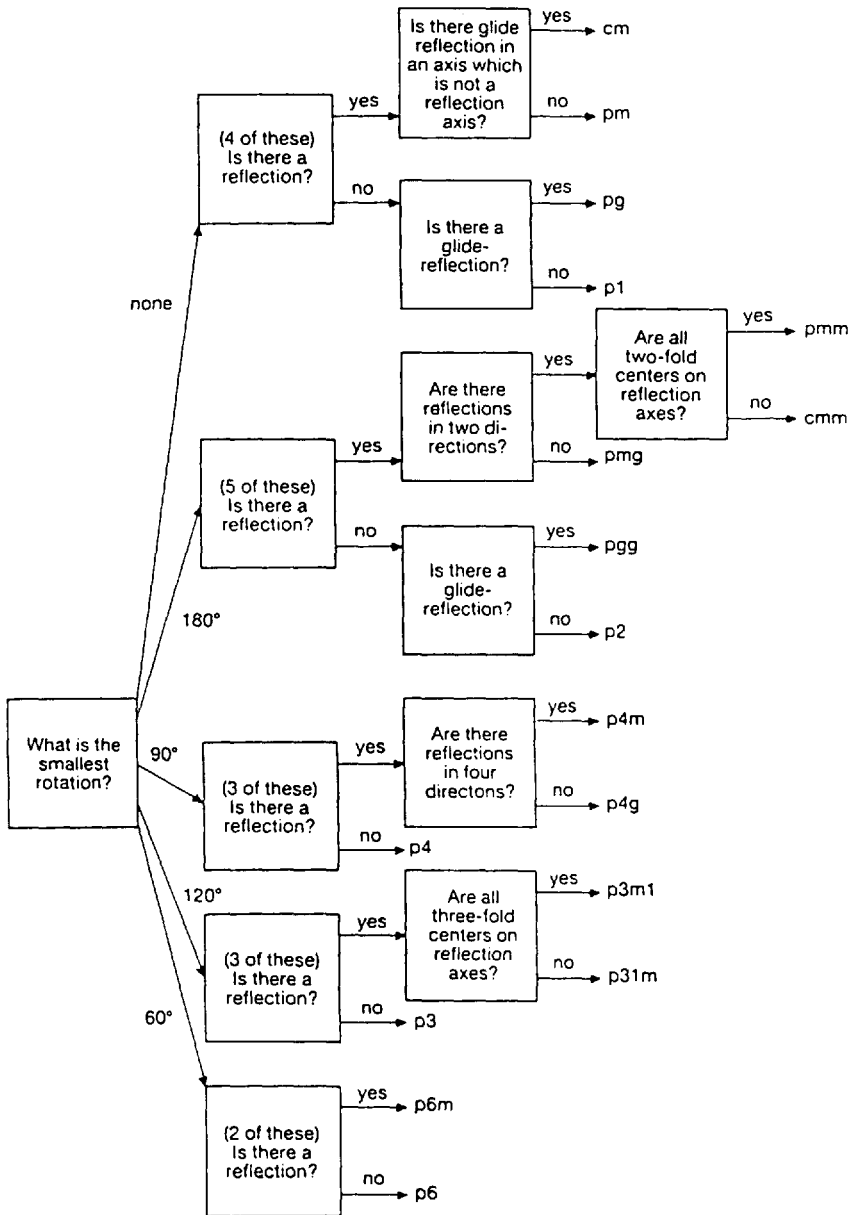 Is there glide
reflection in
an axis which
is not a
reflection
axis?
yes
cm
no
pm
(4 of these)
Is there a
reflection?
yes
no
Is there a
glide-
reflection?
yes
pg
no
p1
none
Are there
reflections
in two di-
rections?
yes
no
pmg
Are all
two-fold
centers on
reflection
axes?
yes
pmm
no
cmm
(5 of these)
Is there a
reflection?
yes
no
Is there a
glide-
reflection?
yes
pgg
no
p2
180°
What is the
smallest
rotation?
90°
(3 of these)
Is there a
reflection?
yes
no
p4
Are there
reflections
in four
directons?
yes
p4m
no
p4g
120°
(3 of these)
Is there a
reflection?
yes
no
p3
Are all
three-fold
centers on
reflection
axes?
yes
p3m1
no
p31m
60°
(2 of these)
Is there a
reflection?
yes
p6m
no
p6